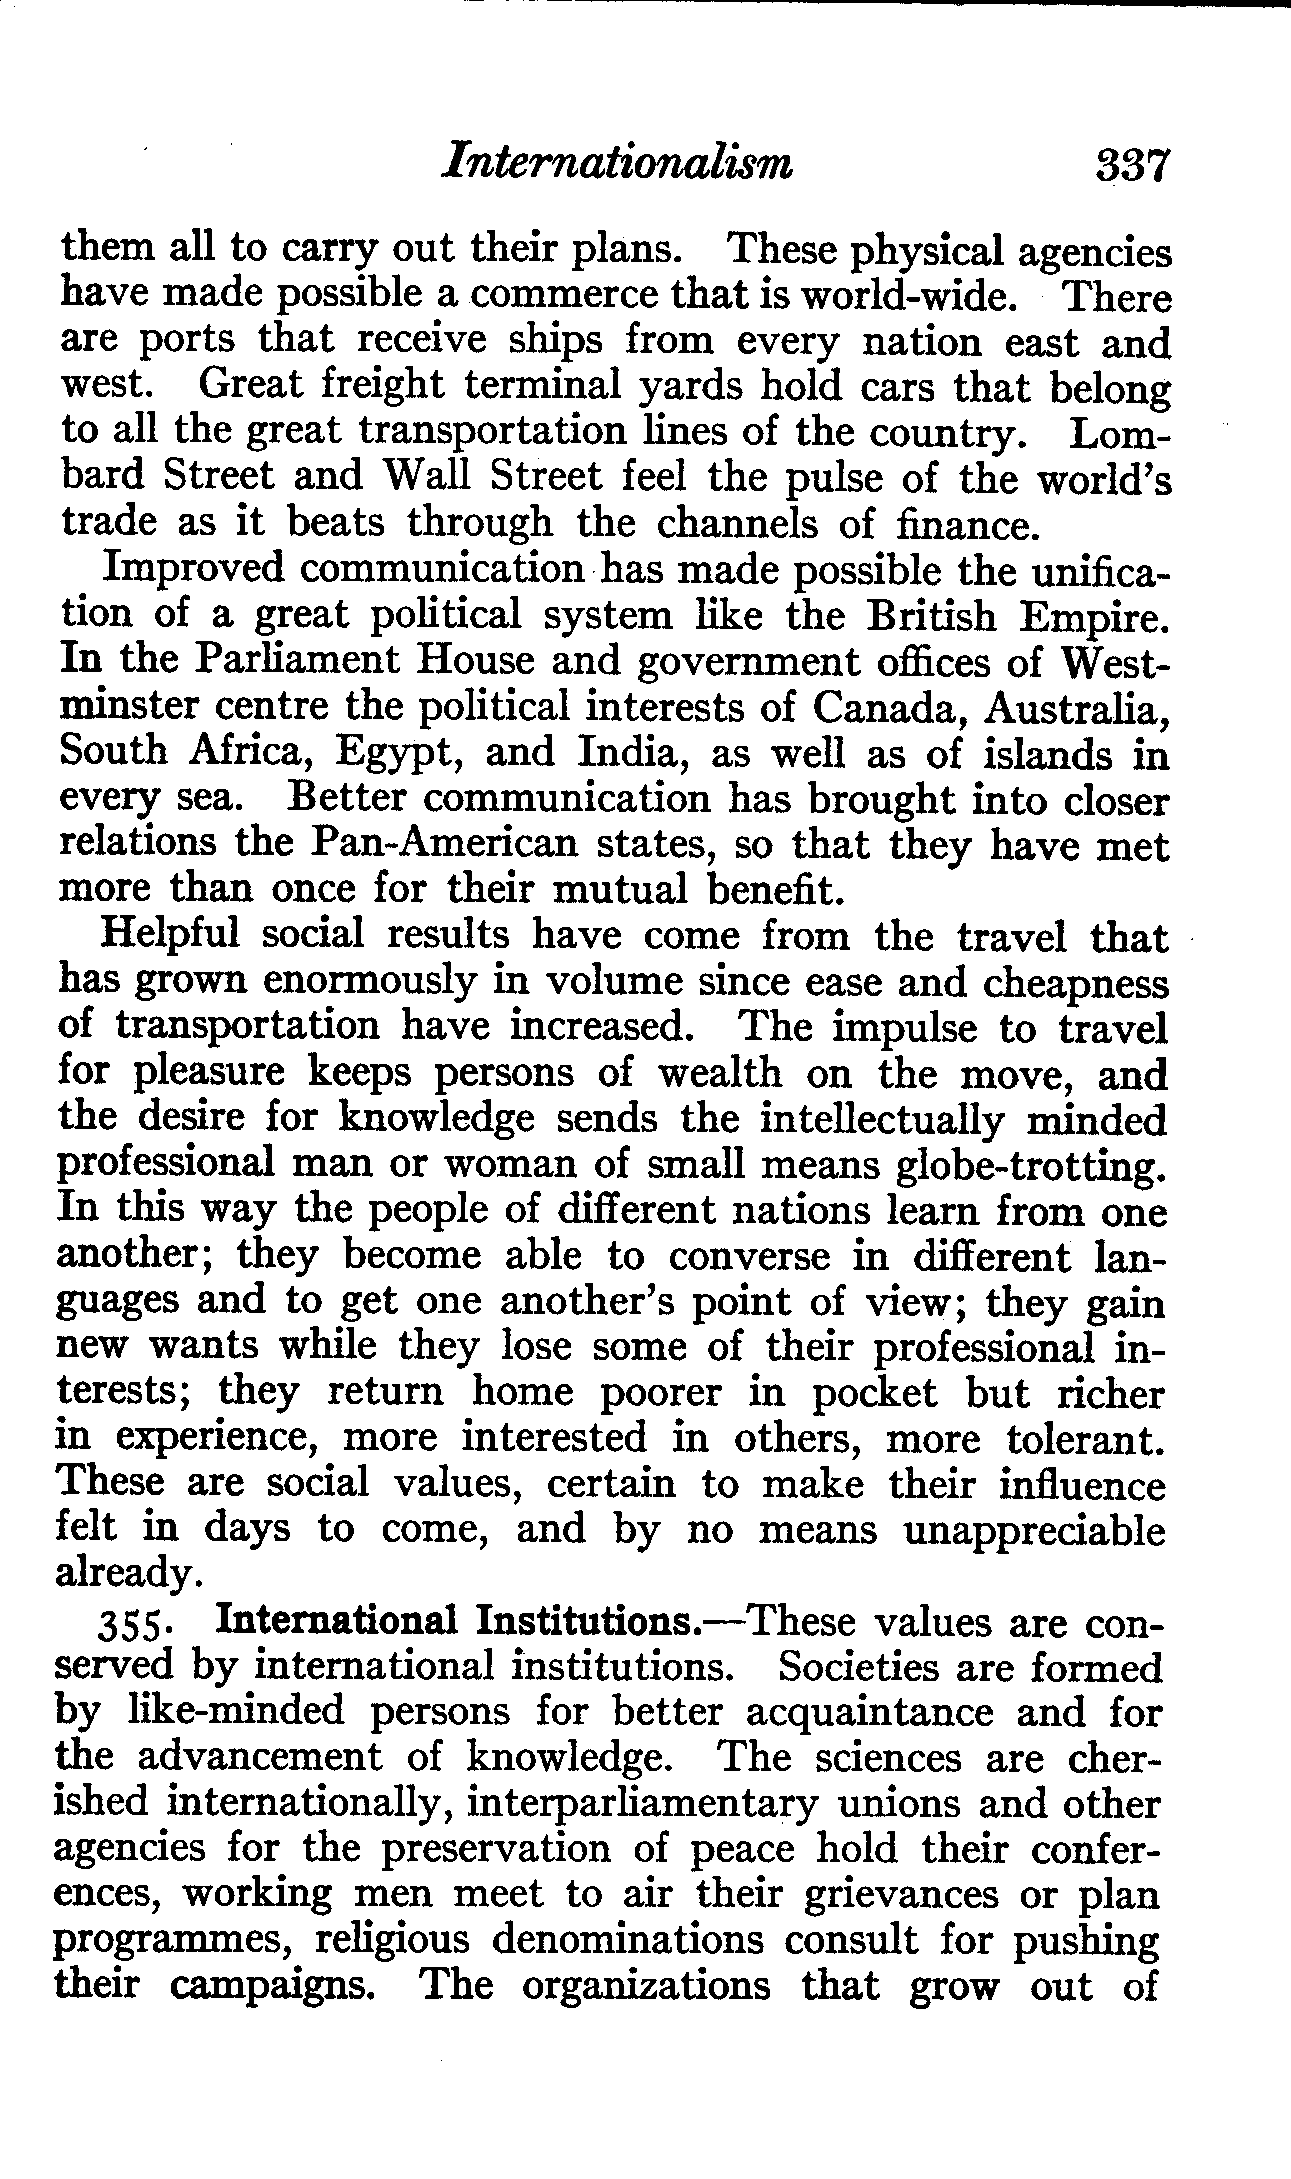 Internationalism 337
them all to carry out their plans. These physical agencies
have made possible a commerce that is world-wide. There
are ports that receive ships from every nation east and
west. Great freight terminal yards hold cars that belong
to all the great transportation lines of the country. Lom-
bard Street and Wall Street feel the pulse of the world's
trade as it beats through the channels of finance.
Improved communication has made possible the unifica-
tion of a great political system like the British Empire.
In the Parliament House and government offices of West-
minster centre the political interests of Canada, Australia,
South Africa, Egypt, and India, as well as of islands in
every sea. Better communication has brought into closer
relations the Pan-American states, so that they have met
more than once for their mutual benefit.
Helpful social results have come from the travel that
has grown enormously in volume since ease and cheapness
of transportation have increased. The impulse to travel
for pleasure keeps persons of wealth on the move, and
the desire for knowledge sends the intellectually minded
professional man or woman of small means globe-trotting.
In this way the people of different nations learn from one
another; they become able to converse in different lan-
guages and to get one another's point of view; they gain
new wants while they lose some of their professional in-
terests; they return home poorer in pocket but richer
in experience, more interested in others, more tolerant.
These are social values, certain to make their influence
felt in days to come, and by no means unappreciable
already.
355. International Institutions.—These values are con-
served by international institutions. Societies are formed
by like-minded persons for better acquaintance and for
the advancement of knowledge. The sciences are cher-
ished internationally, interparliamentary unions and other
agencies for the preservation of peace hold their confer-
ences, working men meet to air their grievances or plan
programmes, religious denominations consult for pushing
their campaigns. The organizations that grow out of